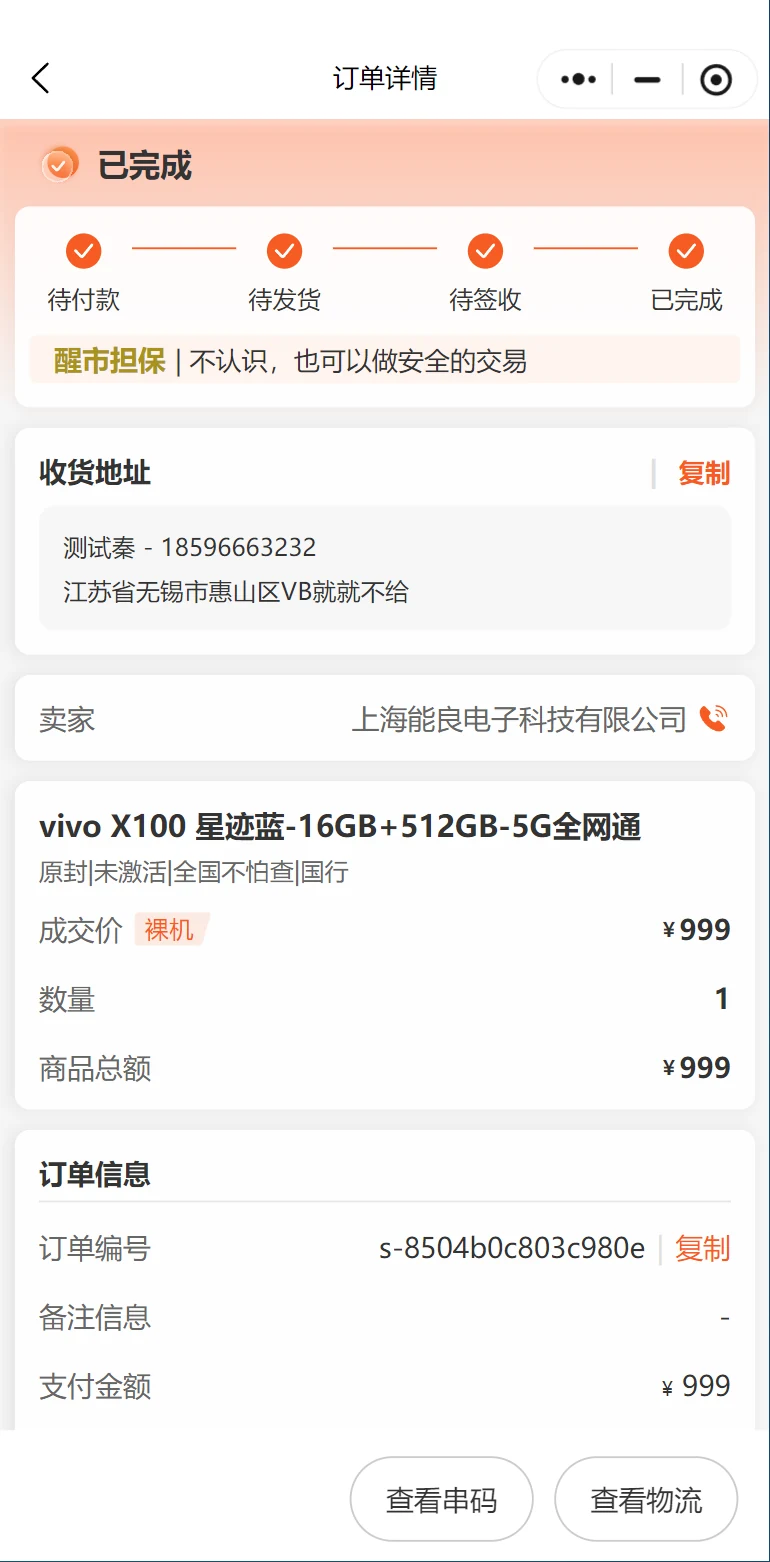 订单详情
已完成
待付款 待发货 待签收 已完成
醒市担保 | 不认识，也可以做安全的交易
收货地址 | 复制
测试秦 - 18596663232
江苏省无锡市惠山区VB就就不给
卖家 上海能良电子科技有限公司
vivo X100 星迹蓝-16GB+512GB-5G全网通
原封|未激活|全国不怕查|国行
成交价 裸机 ¥999
数量 1
商品总额 ¥999
订单信息
订单编号 s-8504b0c803c980e | 复制
备注信息 -
支付金额 ¥ 999
查看串码 查看物流